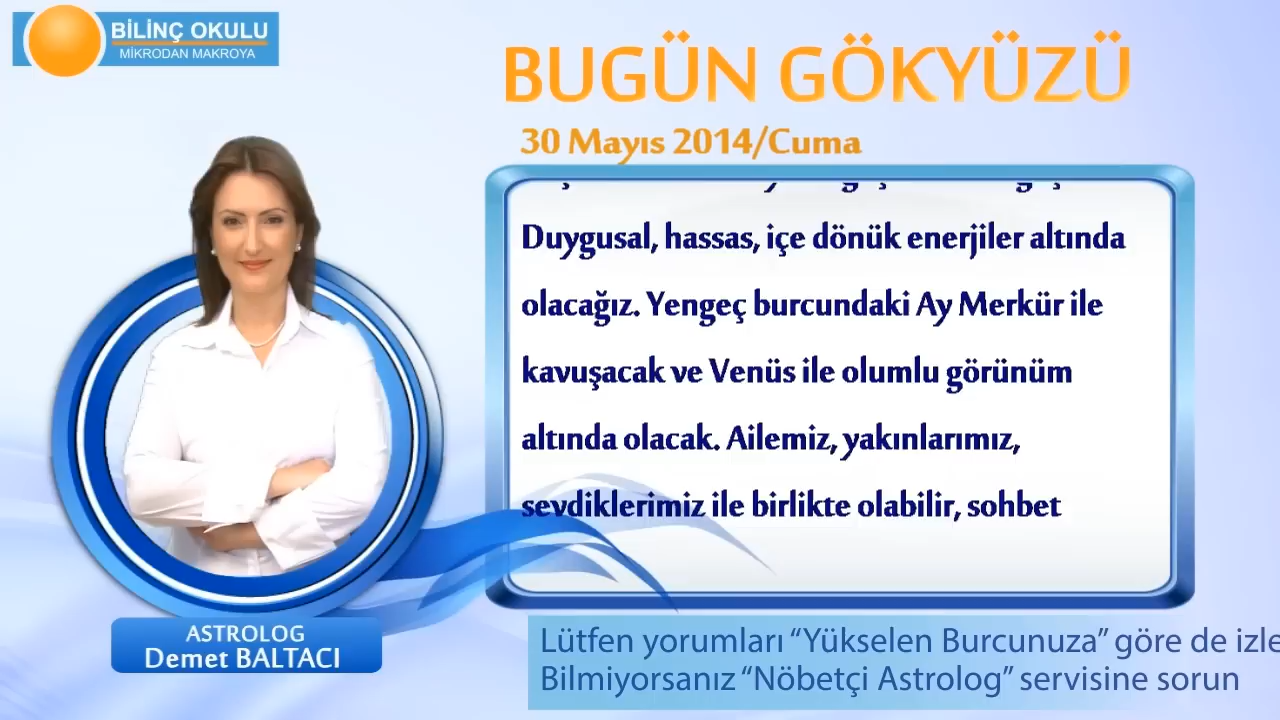 BİLİNÇ OKULU
MİKRODAN MAKROYA
BUGÜN GÖKYÜZÜ
30 Mayıs 2014/Cuma
Duygusal, hassas, içe dönük enerjiler altında
olacağız. Yengeç burcundaki Ay Merkür ile
kavuşacak ve Venüs ile olumlu görünüm
altında olacak. Ailemiz, yakınlarımız,
sevdiklerimiz ile birlikte olabilir, sohbet
ASTROLOG
Demet BALTACI
Lütfen yorumları “Yükselen Burcunuza” göre de izle
Bilmiyorsanız “Nöbetçi Astrolog” servisine sorun